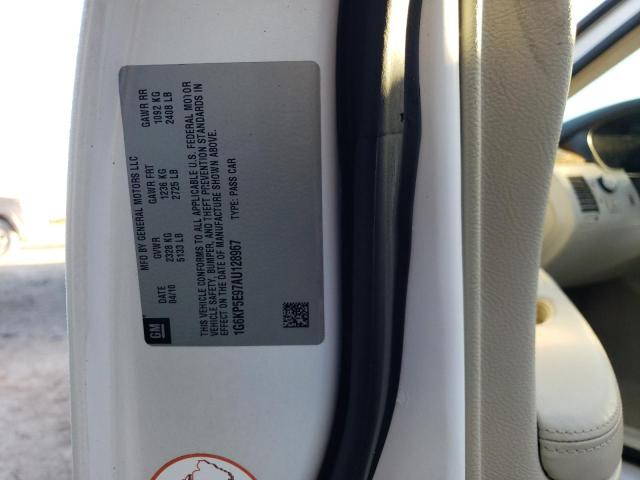 GM
MFD BY GENERAL MOTORS LLC
DATE GVWR GAWR FRT GAWR RR
04/10 2328 KG 1236 KG 1092 KG
5133 LB 2725 LB 2408 LB
THIS VEHICLE CONFORMS TO ALL APPLICABLE U.S. FEDERAL MOTOR
VEHICLE SAFETY, BUMPER, AND THEFT PREVENTION STANDARDS IN
EFFECT ON THE DATE OF MANUFACTURE SHOWN ABOVE.
1G6KP5E97AU128967 TYPE: PASS CAR